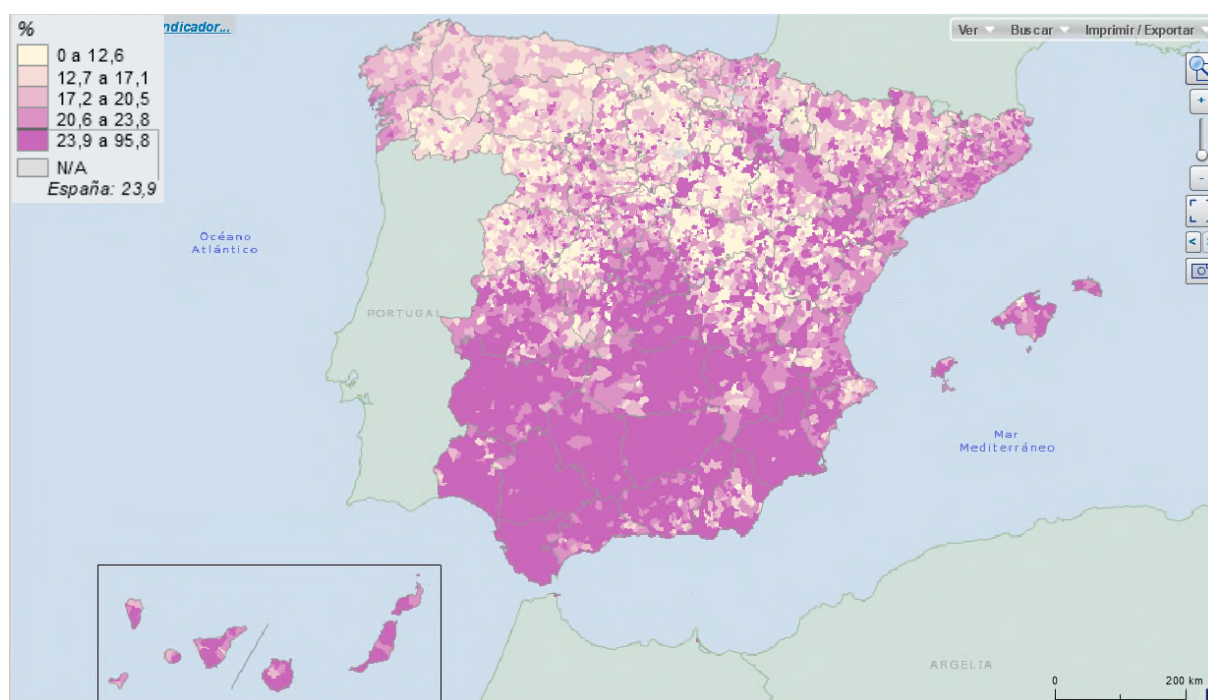 %
ndicador...
0 a 12,6
12,7 a 17,1
17,2 a 20,5
20,6 a 23,8
23,9 a 95,8
N/A
España: 23,9
Ver
Buscar
Imprimir / Exportar
+
-
<
Océano
Atlántico
PORTUGAL
Mar
Mediterráneo
ARGELIA
0
200 km